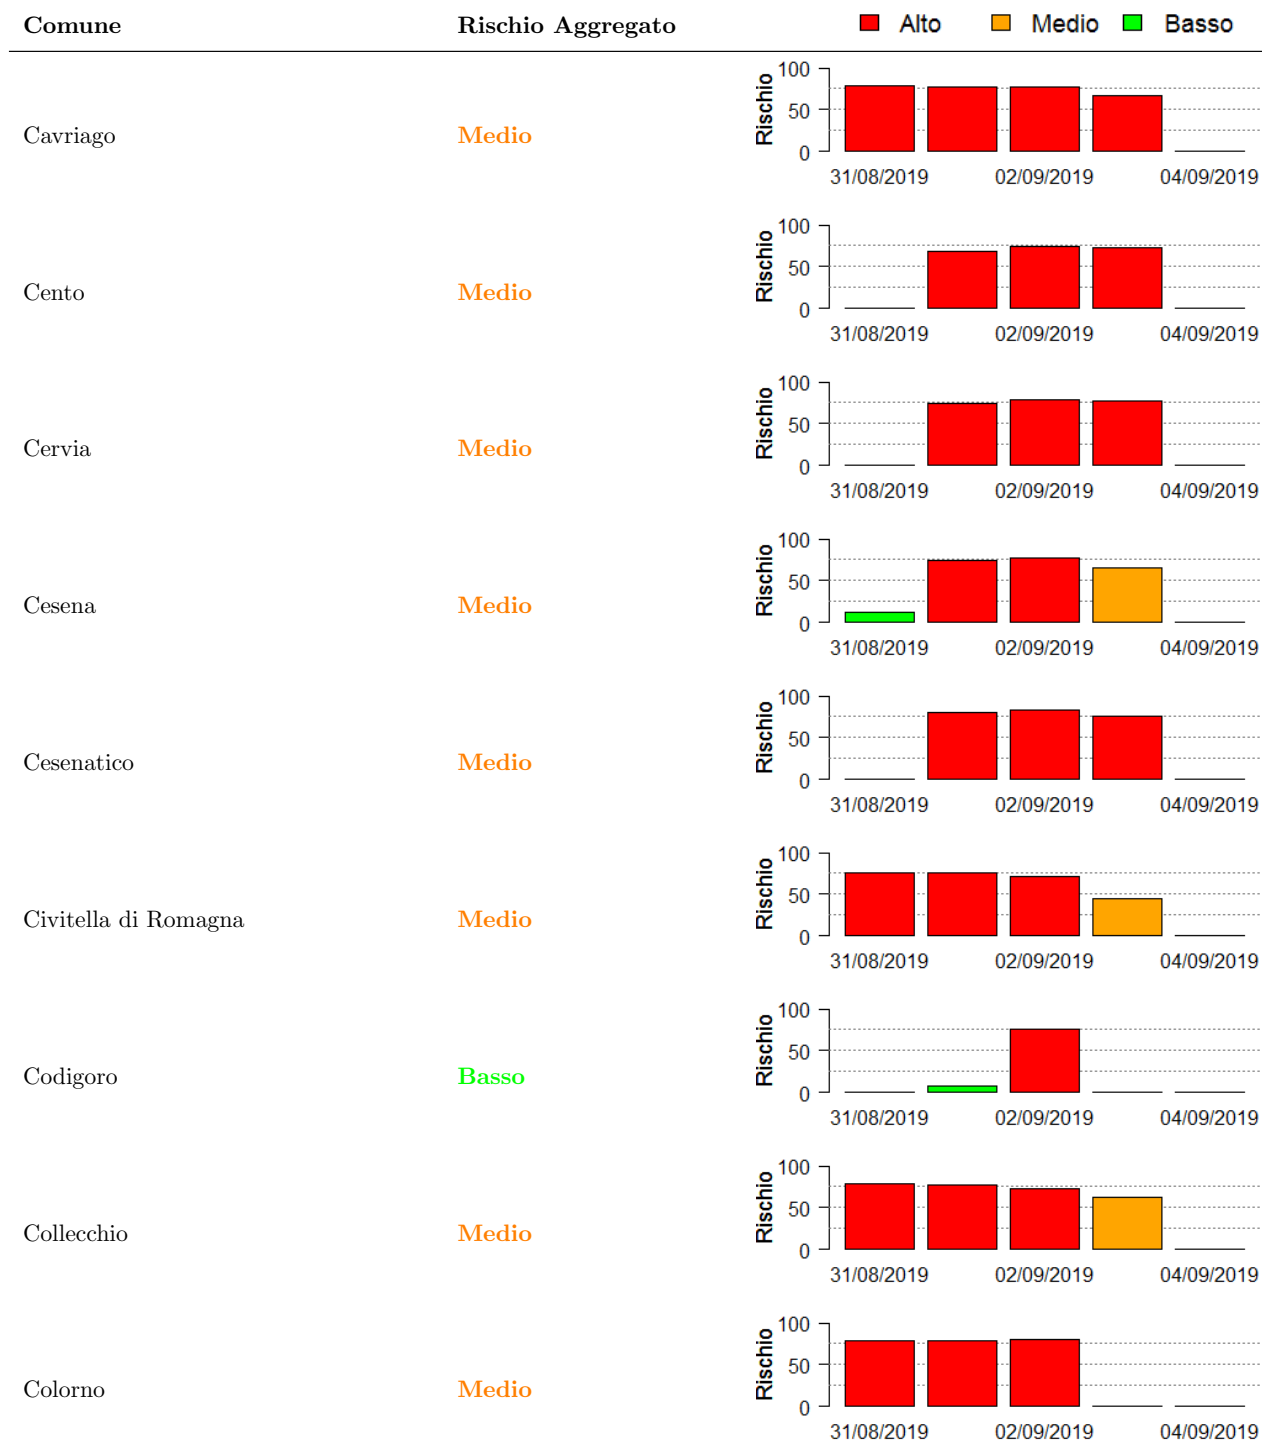 Comune Rischio Aggregato Alto Medio Basso
100
50
0
Rischio
Cavriago Medio
31/08/2019 02/09/2019 04/09/2019
100
50
0
Rischio
Cento Medio
31/08/2019 02/09/2019 04/09/2019
100
50
0
Rischio
Cervia Medio
31/08/2019 02/09/2019 04/09/2019
100
50
0
Rischio
Cesena Medio
31/08/2019 02/09/2019 04/09/2019
100
50
0
Rischio
Cesenatico Medio
31/08/2019 02/09/2019 04/09/2019
100
50
0
Rischio
Civitella di Romagna Medio
31/08/2019 02/09/2019 04/09/2019
100
50
0
Rischio
Codigoro Basso
31/08/2019 02/09/2019 04/09/2019
100
50
0
Rischio
Collecchio Medio
31/08/2019 02/09/2019 04/09/2019
100
50
0
Rischio
Colorno Medio
31/08/2019 02/09/2019 04/09/2019